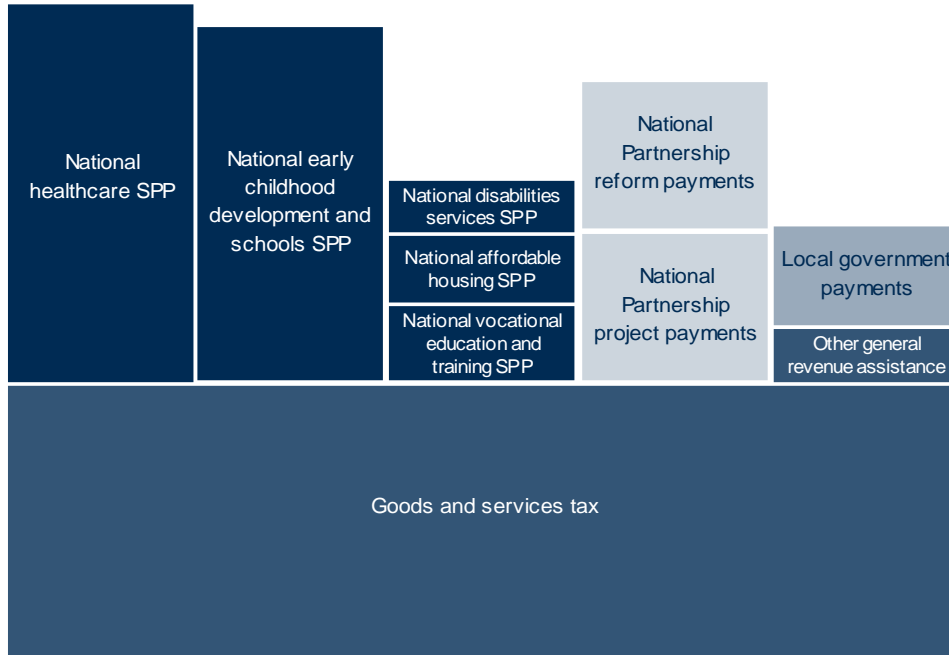 National
healthcare SPP
National early
childhood
development and
schools SPP
National disabilities
services SPP
National affordable
housing SPP
National vocational
education and
training SPP
National
Partnership
reform payments
National
Partnership
project payments
Local government
payments
Other general
revenue assistance
Goods and services tax